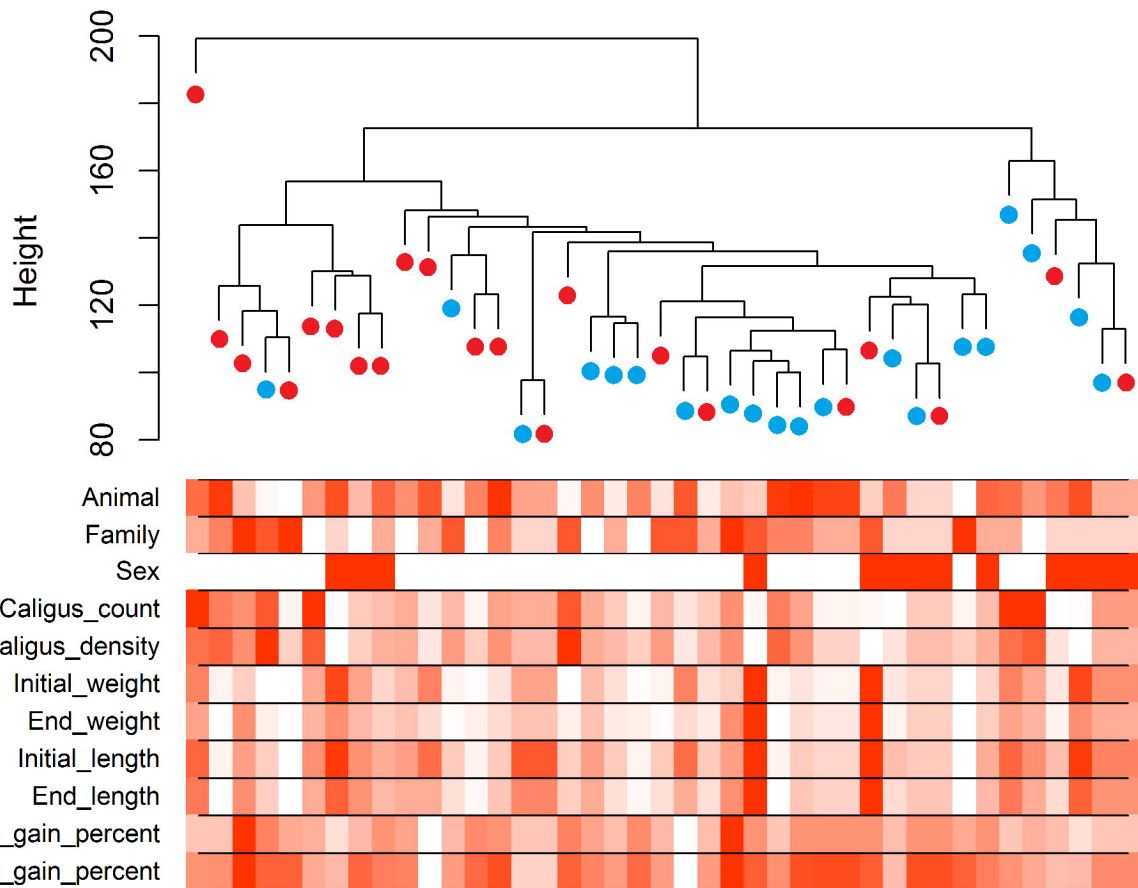 200
160
120
80
Height
Animal
Family
Sex
Caligus_count
aligus_density
Initial_weight
End_weight
Initial_length
End_length
_gain_percent
_gain_percent